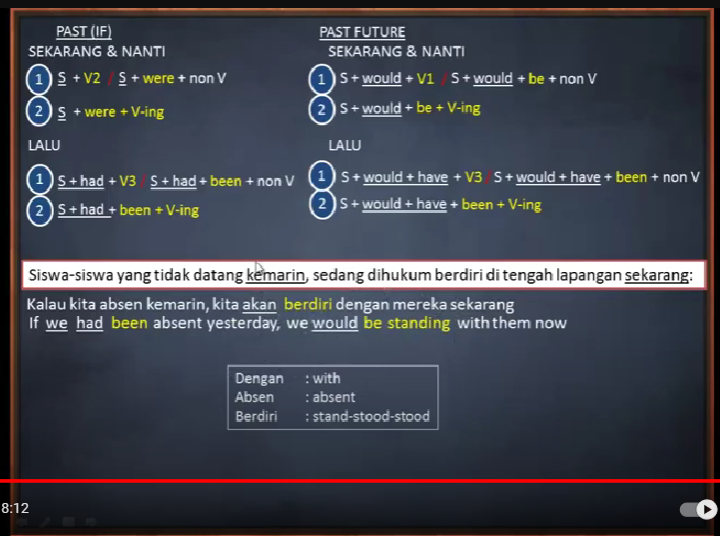 PAST (IF)
SEKARANG & NANTI
1 S + V2 / S + were + non V
2 S + were + V-ing
LALU
1 S + had + V3 / S + had + been + non V
2 S + had + been + V-ing
PAST FUTURE
SEKARANG & NANTI
1 S + would + V1 / S + would + be + non V
2 S + would + be + V-ing
LALU
1 S + would + have + V3 / S + would + have + been + non V
2 S + would + have + been + V-ing
Siswa-siswa yang tidak datang kemarin, sedang dihukum berdiri di tengah lapangan sekarang:
Kalau kita absen kemarin, kita akan berdiri dengan mereka sekarang
If we had been absent yesterday, we would be standing with them now
Dengan : with
Absen : absent
Berdiri : stand-stood-stood
8:12